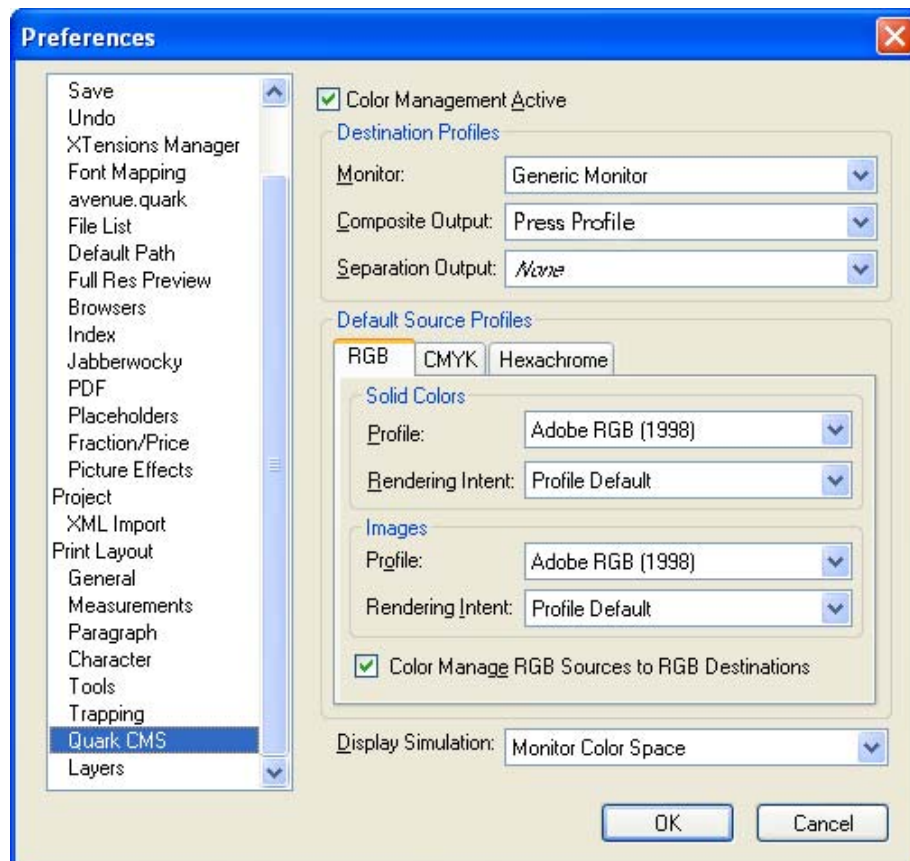 Preferences
Save
Undo
XTensions Manager
Font Mapping
avenue.quark
File List
Default Path
Full Res Preview
Browsers
Index
Jabberwocky
PDF
Placeholders
Fraction/Price
Picture Effects
Project
XML Import
Print Layout
General
Measurements
Paragraph
Character
Tools
Trapping
Quark CMS
Layers
Color Management Active
Destination Profiles
Monitor: Generic Monitor
Composite Output: Press Profile
Separation Output: None
Default Source Profiles
RGB CMYK Hexachrome
Solid Colors
Profile: Adobe RGB (1998)
Rendering Intent: Profile Default
Images
Profile: Adobe RGB (1998)
Rendering Intent: Profile Default
Color Manage RGB Sources to RGB Destinations
Display Simulation: Monitor Color Space
OK Cancel